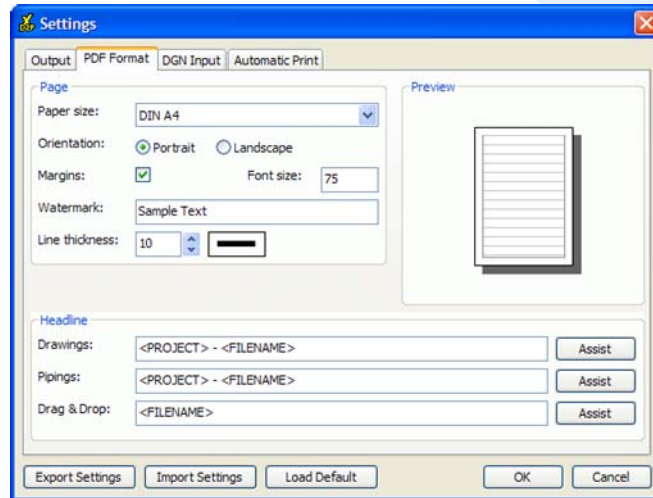 Settings
Output PDF Format DGN Input Automatic Print
Page
Paper size: DIN A4
Orientation: Portrait Landscape
Margins: Font size: 75
Watermark: Sample Text
Line thickness: 10
Preview
Headline
Drawings: <PROJECT> - <FILENAME> Assist
Pipings: <PROJECT> - <FILENAME> Assist
Drag & Drop: <FILENAME> Assist
Export Settings Import Settings Load Default OK Cancel